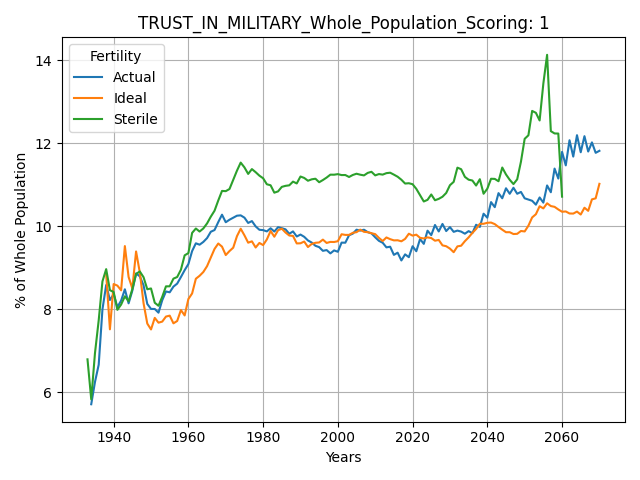 TRUST_IN_MILITARY_Whole_Population_Scoring: 1
Fertility
Actual
Ideal
Sterile
% of Whole Population
14
12
10
8
6
1940 1960 1980 2000 2020 2040 2060
Years